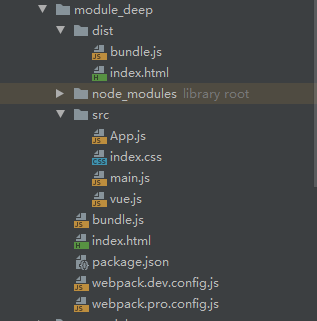 module_deep
dist
bundle.js
index.html
node_modules library root
src
App.js
index.css
main.js
vue.js
bundle.js
index.html
package.json
webpack.dev.config.js
webpack.pro.config.js